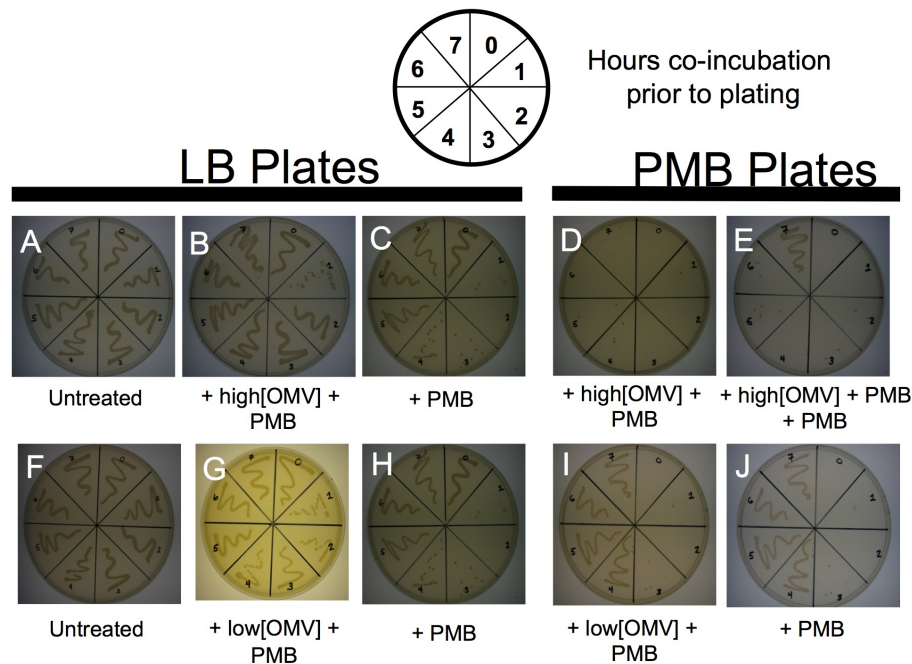 7 0
6 1
5 2
4 3
Hours co-incubation
prior to plating
LB Plates
PMB Plates
A
B
C
D
E
Untreated
+ high[OMV] +
PMB
+ PMB
+ high[OMV] +
PMB
+ high[OMV] + PMB
+ PMB
F
G
H
I
J
Untreated
+ low[OMV] +
PMB
+ PMB
+ low[OMV] +
PMB
+ PMB